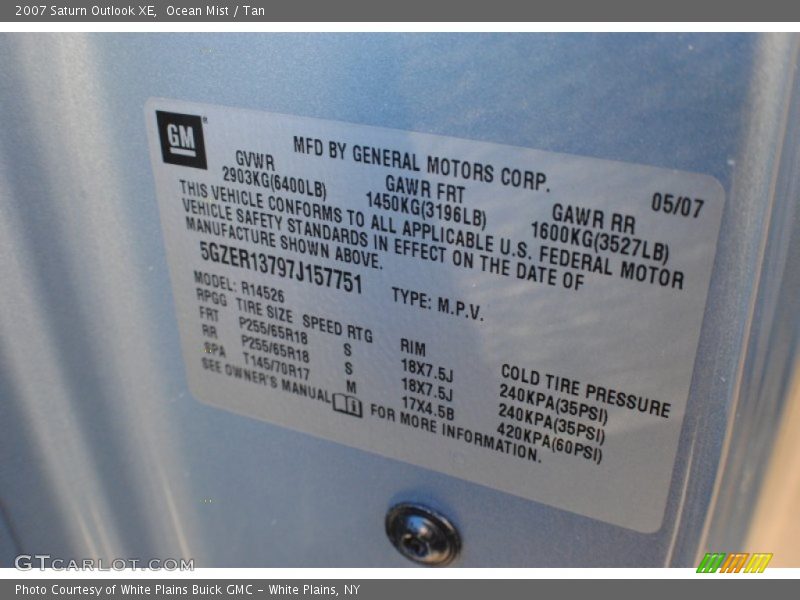 2007 Saturn Outlook XE, Ocean Mist / Tan
GM
MFD BY GENERAL MOTORS CORP.
05/07
GVWR GAWR FRT GAWR RR
2903KG(6400LB) 1450KG(3196LB) 1600KG(3527LB)
THIS VEHICLE CONFORMS TO ALL APPLICABLE U.S. FEDERAL MOTOR
VEHICLE SAFETY STANDARDS IN EFFECT ON THE DATE OF
MANUFACTURE SHOWN ABOVE.
5GZER13797J157751 TYPE: M.P.V.
MODEL: R14526
RPGG TIRE SIZE SPEED RTG RIM COLD TIRE PRESSURE
FRT P255/65R18 S 18X7.5J 240KPA(35PSI)
RR P255/65R18 S 18X7.5J 240KPA(35PSI)
SPA T145/70R17 M 17X4.5B 420KPA(60PSI)
SEE OWNER'S MANUAL FOR MORE INFORMATION.
GTCARLOT.COM
Photo Courtesy of White Plains Buick GMC – White Plains, NY